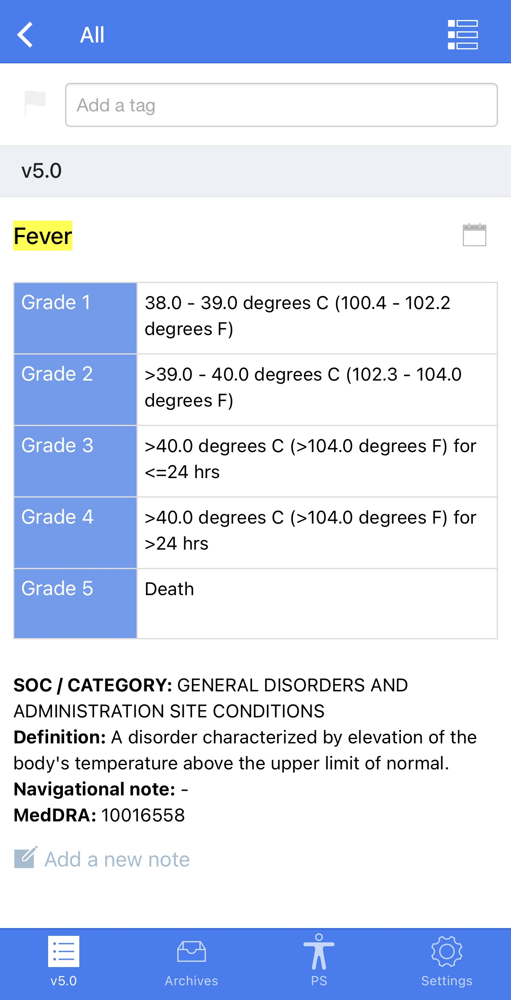 All
Add a tag
v5.0
Fever
Grade 1
38.0 - 39.0 degrees C (100.4 - 102.2
degrees F)
Grade 2
>39.0 - 40.0 degrees C (102.3 - 104.0
degrees F)
Grade 3
>40.0 degrees C (>104.0 degrees F) for
<=24 hrs
Grade 4
>40.0 degrees C (>104.0 degrees F) for
>24 hrs
Grade 5
Death
SOC / CATEGORY: GENERAL DISORDERS AND
ADMINISTRATION SITE CONDITIONS
Definition: A disorder characterized by elevation of the
body's temperature above the upper limit of normal.
Navigational note: -
MedDRA: 10016558
Add a new note
v5.0
Archives
PS
Settings